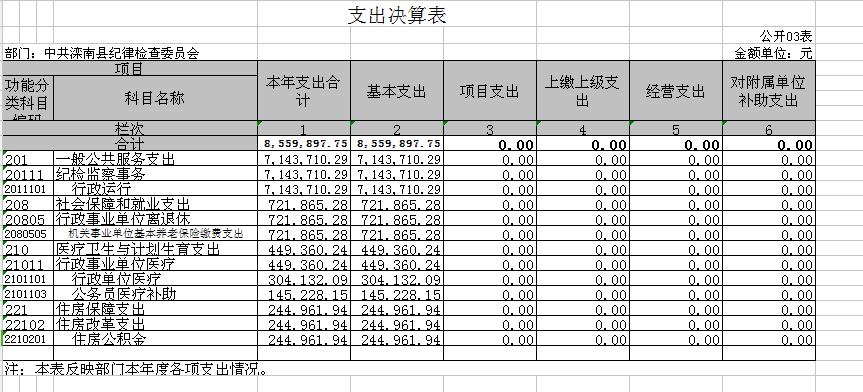 支出决算表
公开03表
部门：中共滦南县纪律检查委员会 金额单位：元
项目 本年支出合计 基本支出 项目支出 上缴上级支出 经营支出 对附属单位补助支出
功能分类科目编码 科目名称
栏次 1 2 3 4 5 6
合计 8,559,897.75 8,559,897.75 0.00 0.00 0.00 0.00
201 一般公共服务支出 7,143,710.29 7,143,710.29 0.00 0.00 0.00 0.00
20111 纪检监察事务 7,143,710.29 7,143,710.29 0.00 0.00 0.00 0.00
2011101 行政运行 7,143,710.29 7,143,710.29 0.00 0.00 0.00 0.00
208 社会保障和就业支出 721,865.28 721,865.28 0.00 0.00 0.00 0.00
20805 行政事业单位离退休 721,865.28 721,865.28 0.00 0.00 0.00 0.00
2080505 机关事业单位基本养老保险缴费支出 721,865.28 721,865.28 0.00 0.00 0.00 0.00
210 医疗卫生与计划生育支出 449,360.24 449,360.24 0.00 0.00 0.00 0.00
21011 行政事业单位医疗 449,360.24 449,360.24 0.00 0.00 0.00 0.00
2101101 行政单位医疗 304,132.09 304,132.09 0.00 0.00 0.00 0.00
2101103 公务员医疗补助 145,228.15 145,228.15 0.00 0.00 0.00 0.00
221 住房保障支出 244,961.94 244,961.94 0.00 0.00 0.00 0.00
22102 住房改革支出 244,961.94 244,961.94 0.00 0.00 0.00 0.00
2210201 住房公积金 244,961.94 244,961.94 0.00 0.00 0.00 0.00
注：本表反映部门本年度各项支出情况。